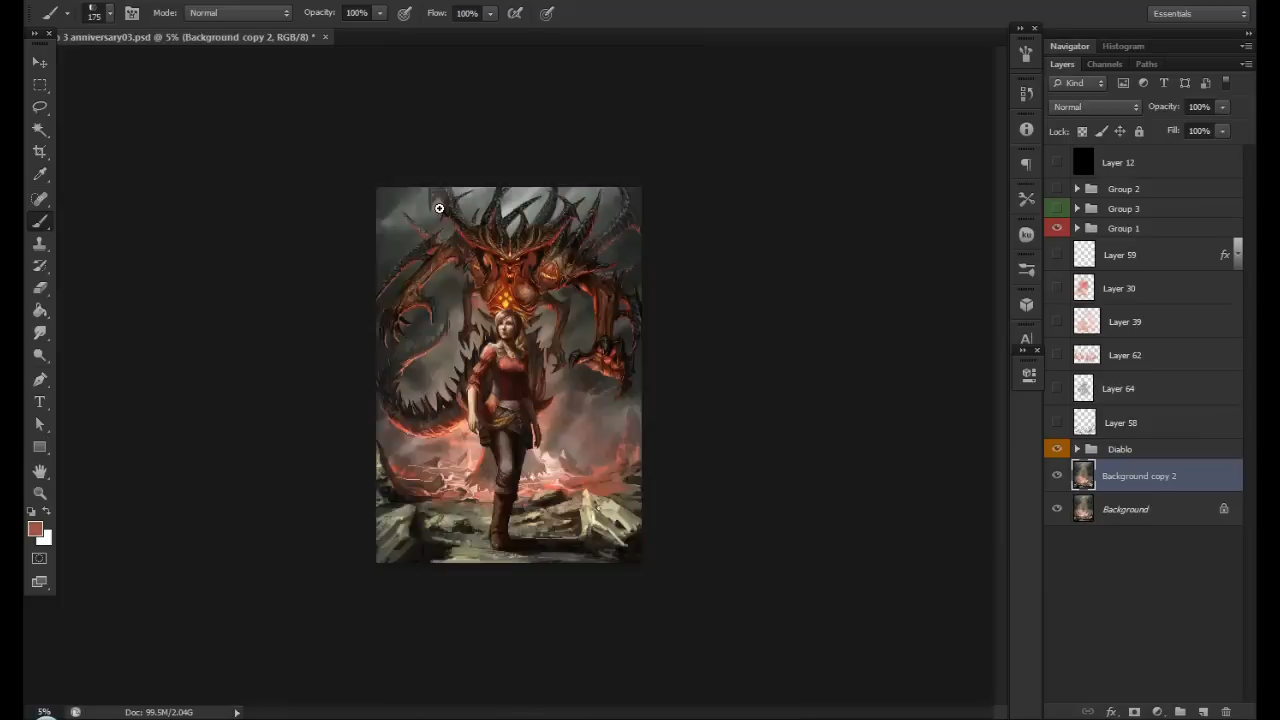 175 Mode: Normal Opacity: 100% Flow: 100% Essentials
3 anniversary03.psd @ 5% (Background copy 2, RGB/8) * ×
Navigator Histogram
Layers Channels Paths
Kind
Normal Opacity: 100%
Lock: Fill: 100%
Layer 12
Group 2
Group 3
Group 1
Layer 59 fx
Layer 30
Layer 39
Layer 62
Layer 64
Layer 58
Diablo
Background copy 2
Background
5% Doc: 99.5M/2.04G